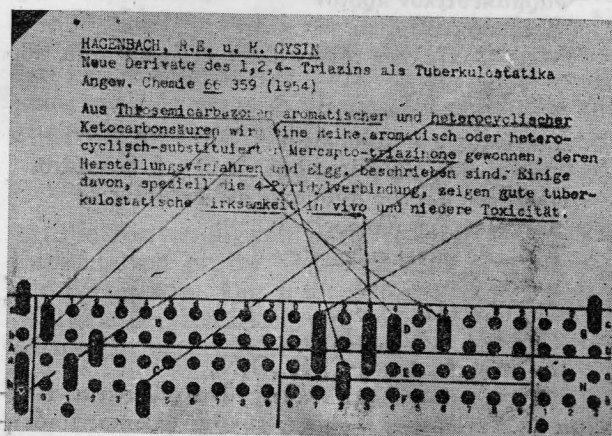 HAGENBACH, R.E. u. H. GYSIN
Neue Derivate des 1,2,4- Triazins als Tuberkulostatika
Angew. Chemie 66 359 (1954)
Aus Thiosemicarbazonen aromatischer und heterocyclischer
Ketocarbonsäuren wird eine Reihe aromatisch oder hetero-
cyclisch-substituierter Mercapto-triazinone gewonnen, deren
Herstellungsverfahren und Eigg. beschrieben sind. Einige
davon, speziell die 4-Pyridylverbindung, zeigen gute tuber-
kulostatische Wirksamkeit in vivo und niedere Toxicität.
B D G
C E
F H